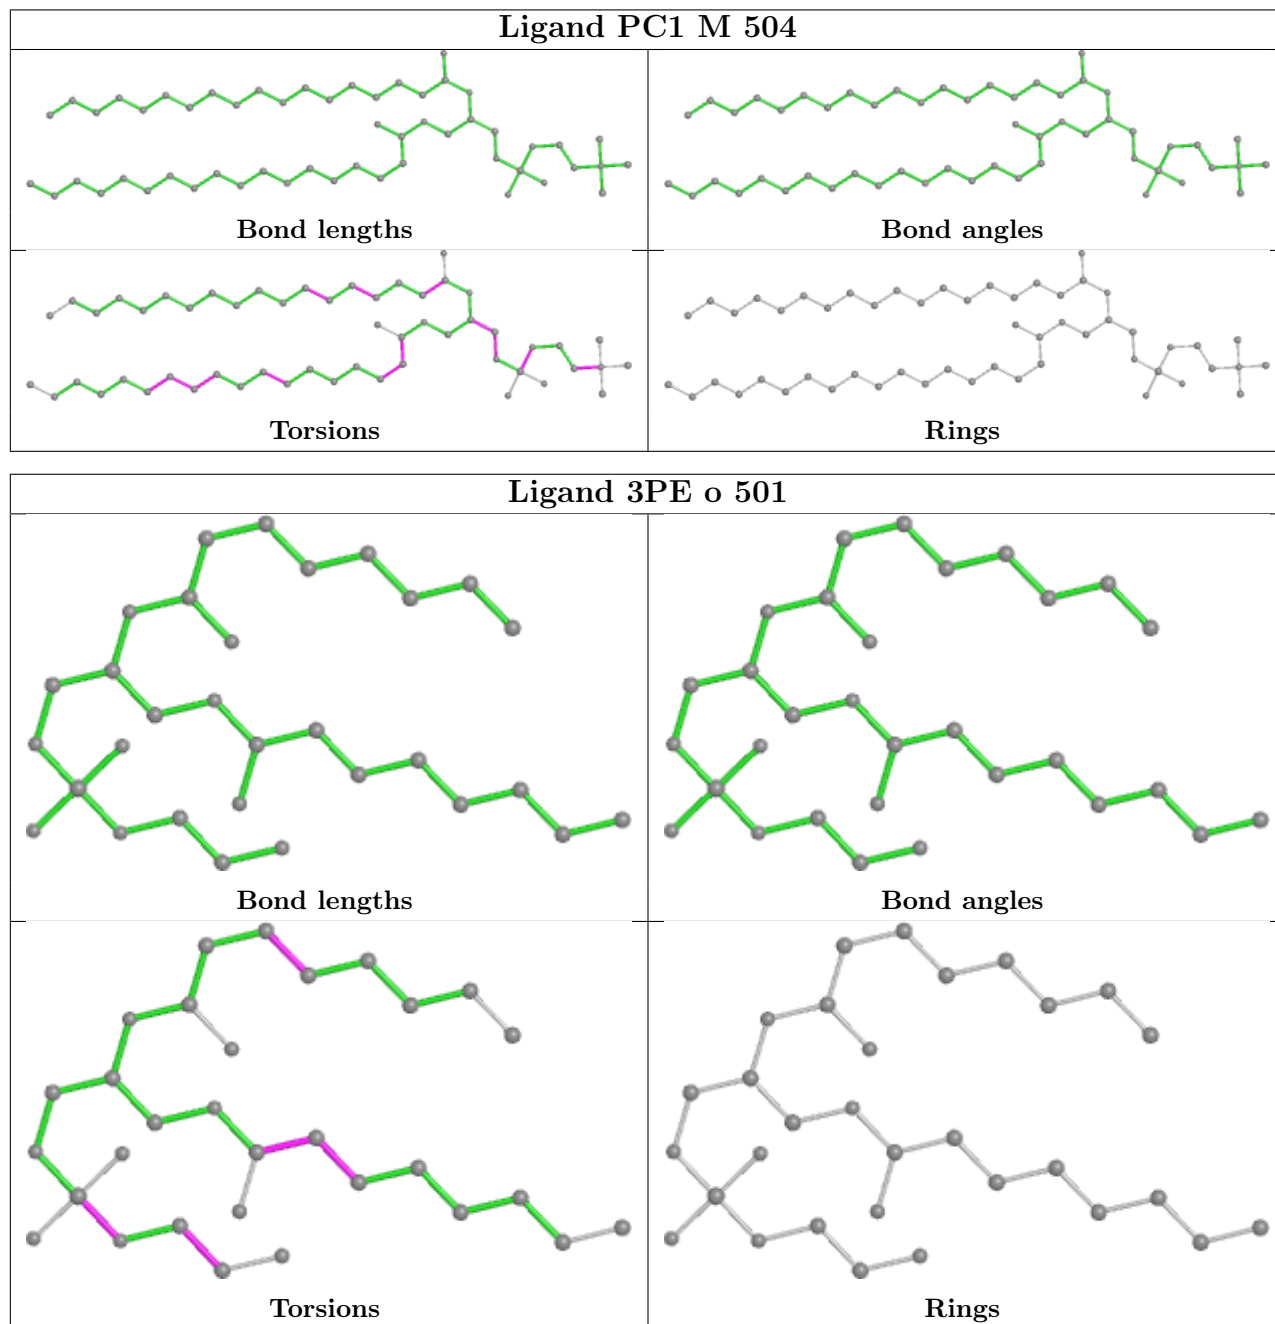 Ligand PC1 M 504
Bond lengths
Bond angles
Torsions
Rings
Ligand 3PE o 501
Bond lengths
Bond angles
Torsions
Rings